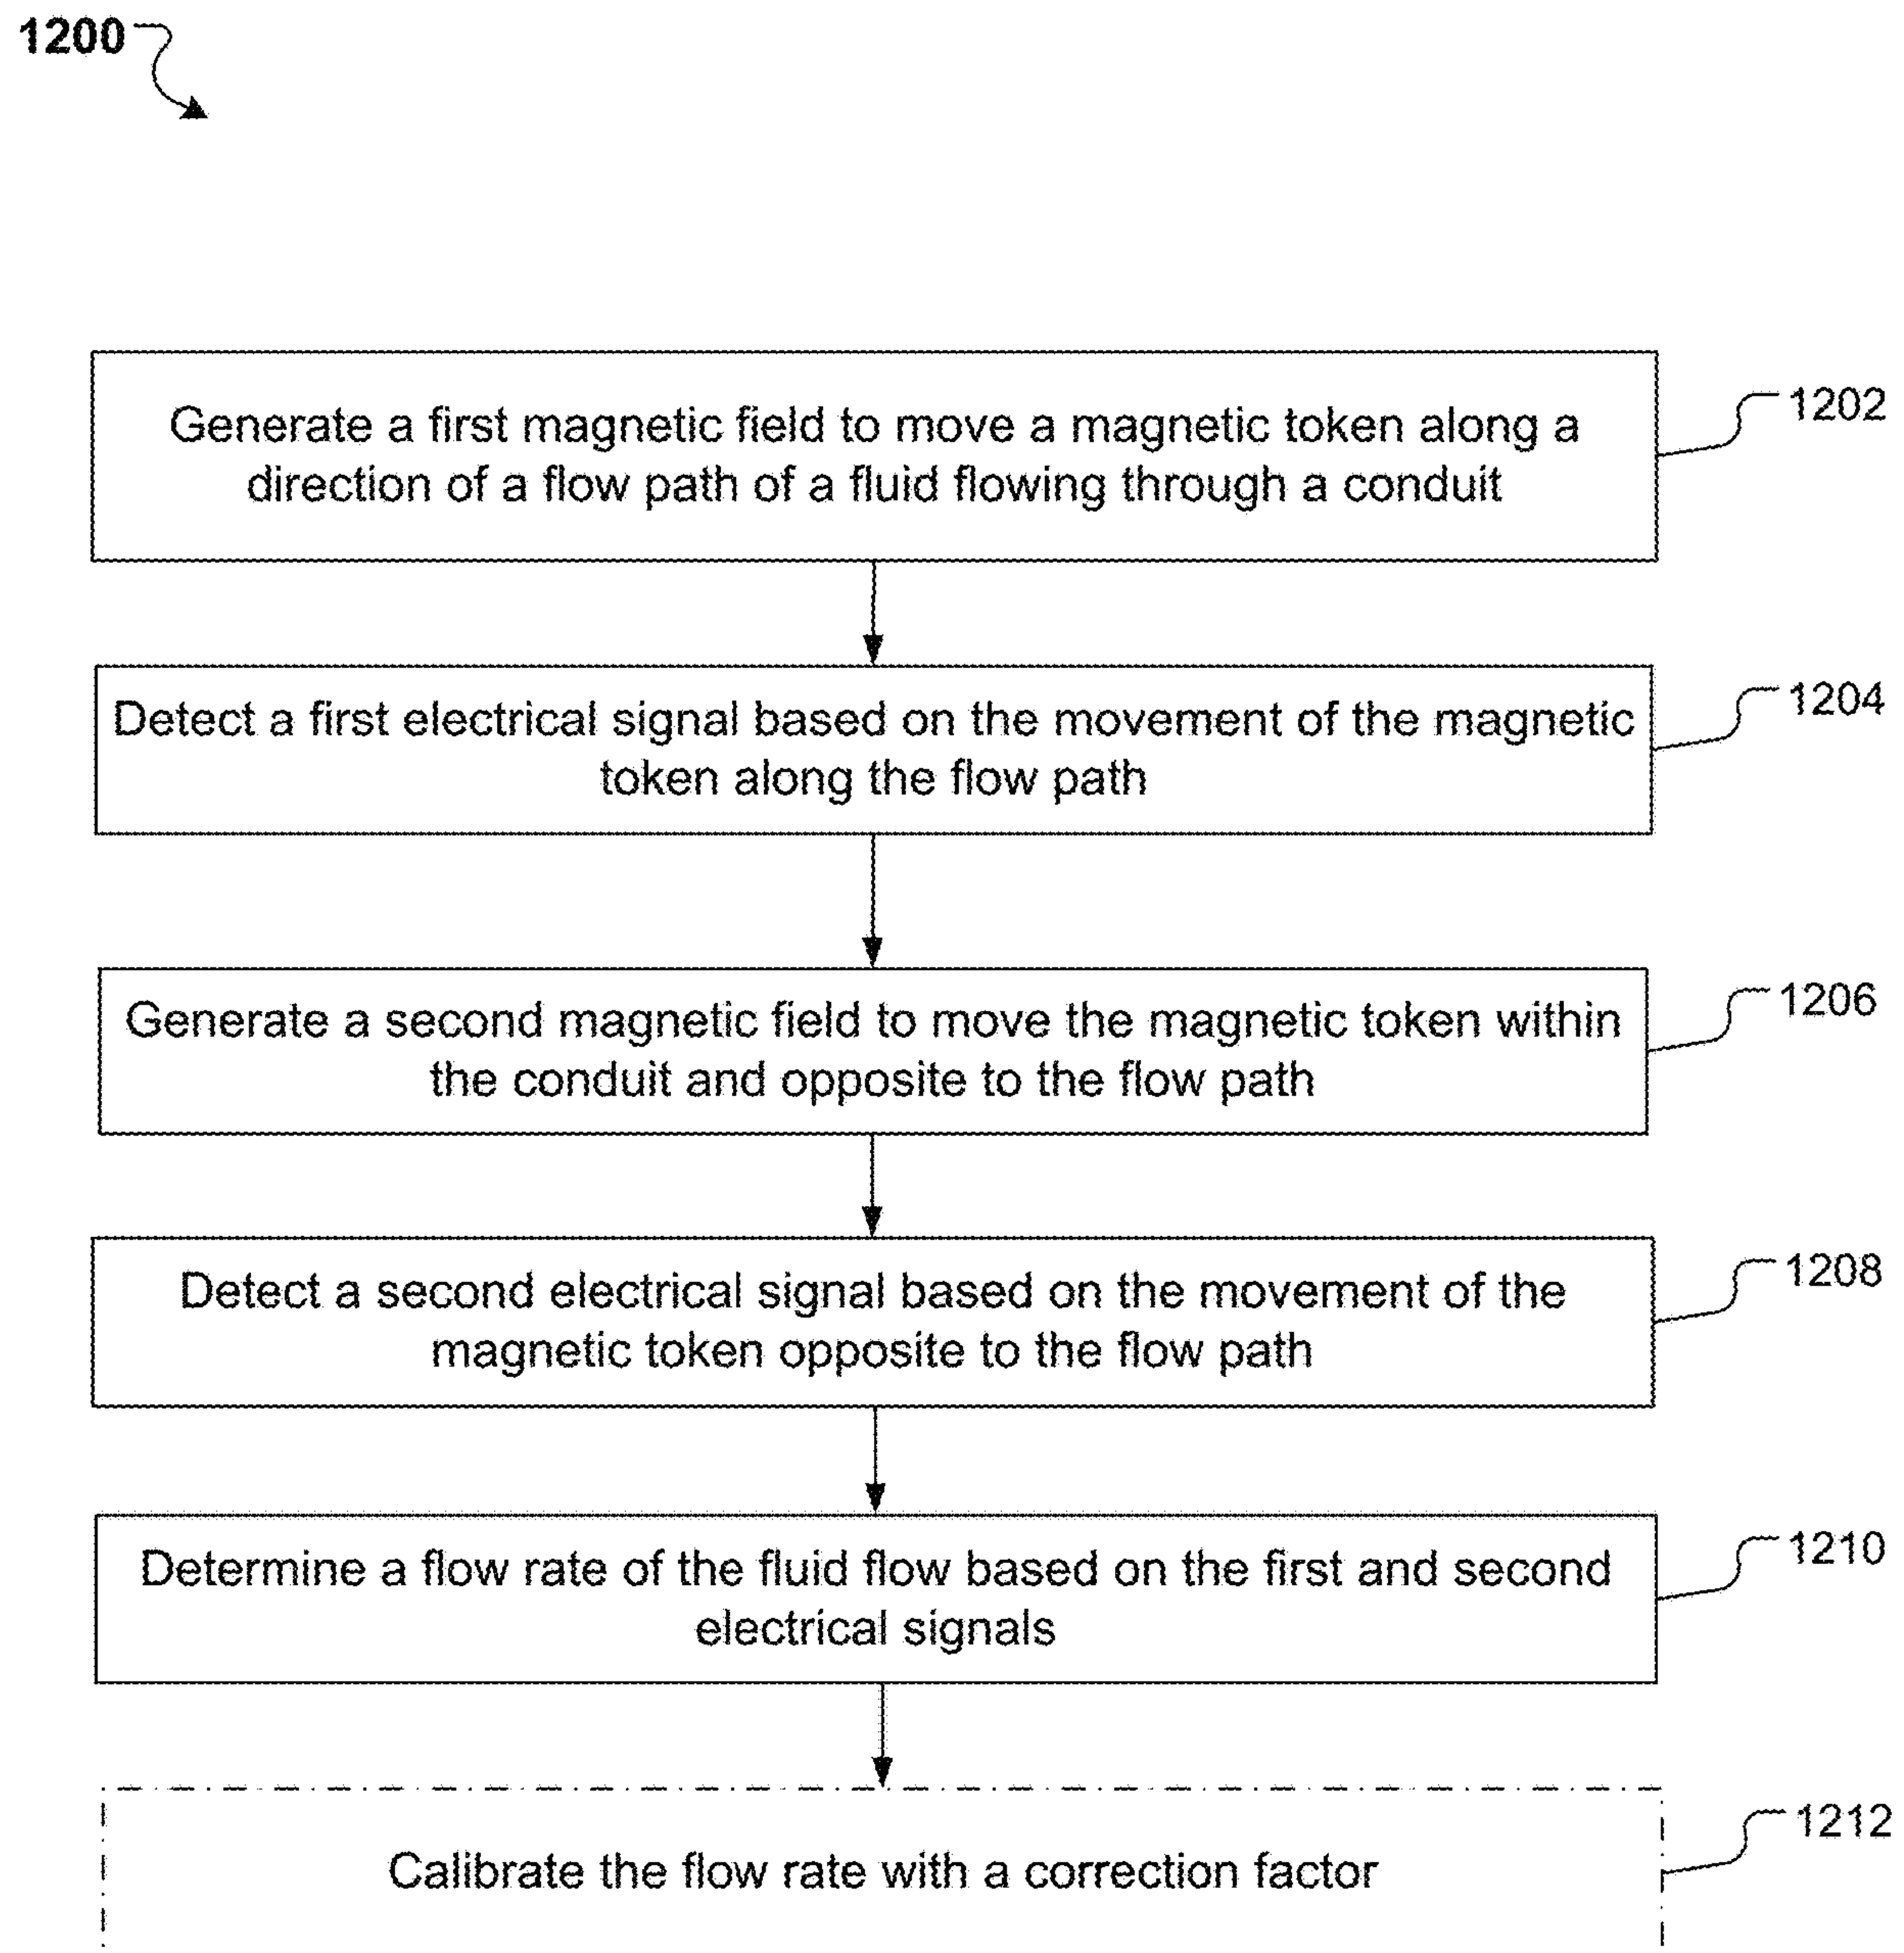 1200
Generate a first magnetic field to move a magnetic token along a
direction of a flow path of a fluid flowing through a conduit
1202
Detect a first electrical signal based on the movement of the magnetic
token along the flow path
1204
Generate a second magnetic field to move the magnetic token within
the conduit and opposite to the flow path
1206
Detect a second electrical signal based on the movement of the
magnetic token opposite to the flow path
1208
Determine a flow rate of the fluid flow based on the first and second
electrical signals
1210
Calibrate the flow rate with a correction factor
1212